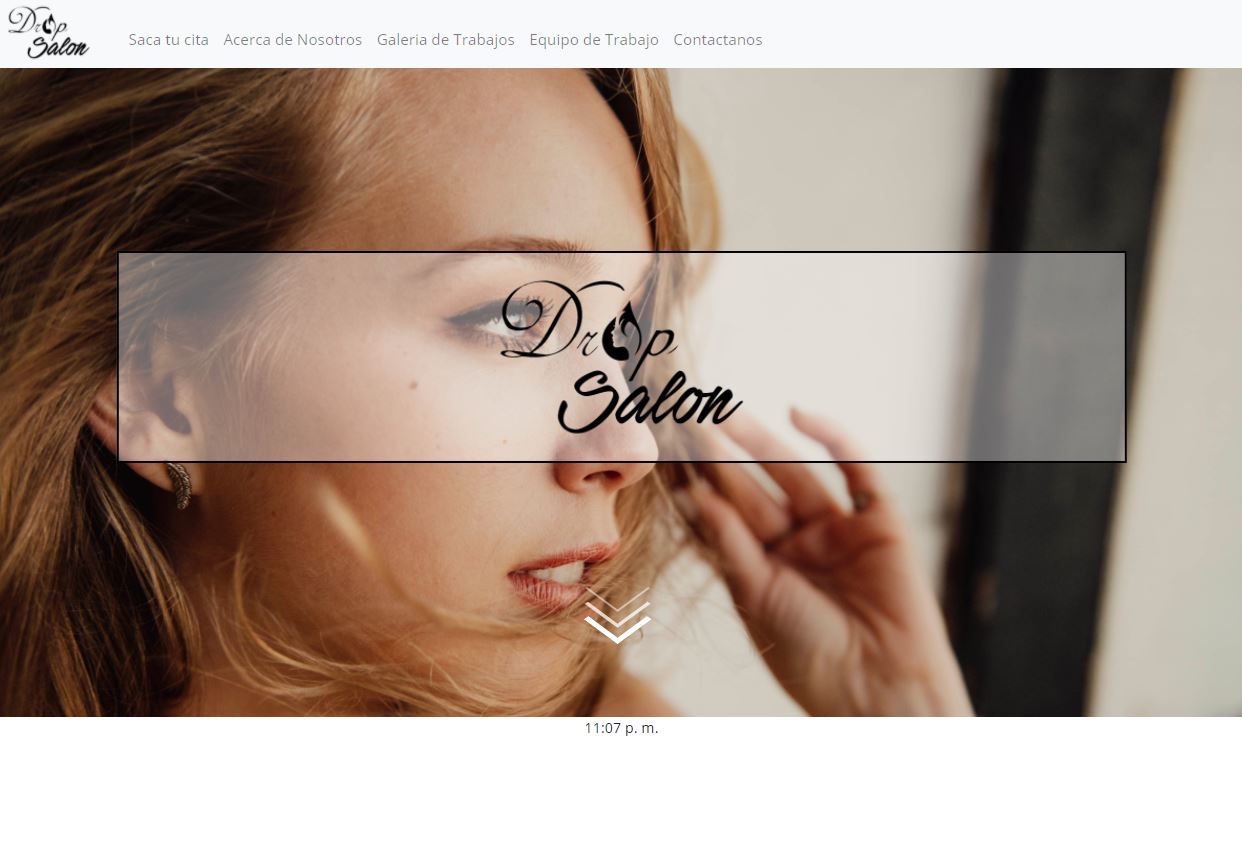 Drop
Salon
Saca tu cita Acerca de Nosotros Galeria de Trabajos Equipo de Trabajo Contactanos
Drop
Salon
11:07 p. m.